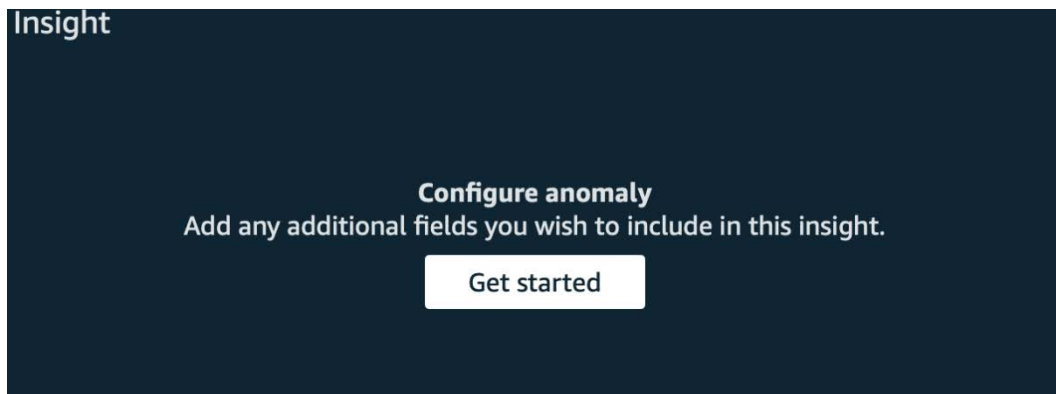 Insight
Configure anomaly
Add any additional fields you wish to include in this insight.
Get started